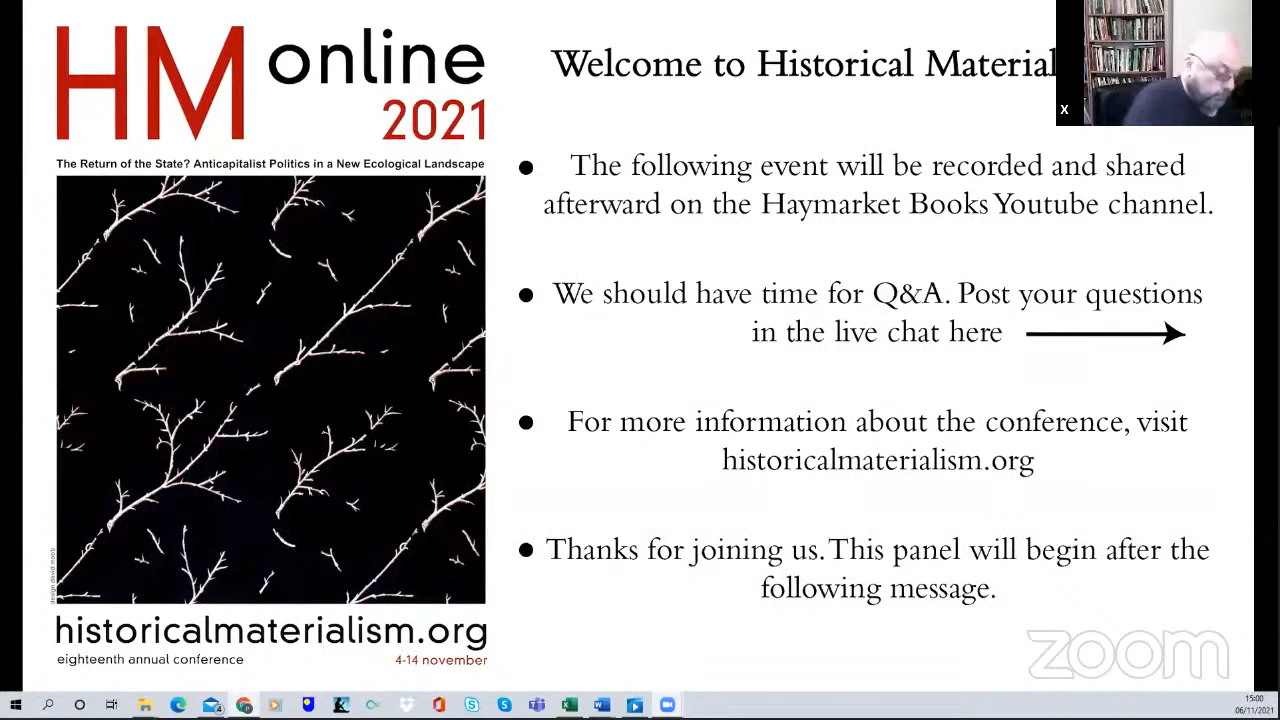 HM online
2021
The Return of the State? Anticapitalist Politics in a New Ecological Landscape
design david mabb
historicalmaterialism.org
eighteenth annual conference
4-14 november
Welcome to Historical Material
X
● The following event will be recorded and shared
afterward on the Haymarket Books Youtube channel.
● We should have time for Q&A. Post your questions
in the live chat here
● For more information about the conference, visit
historicalmaterialism.org
● Thanks for joining us. This panel will begin after the
following message.
zoom
15:00
06/11/2021